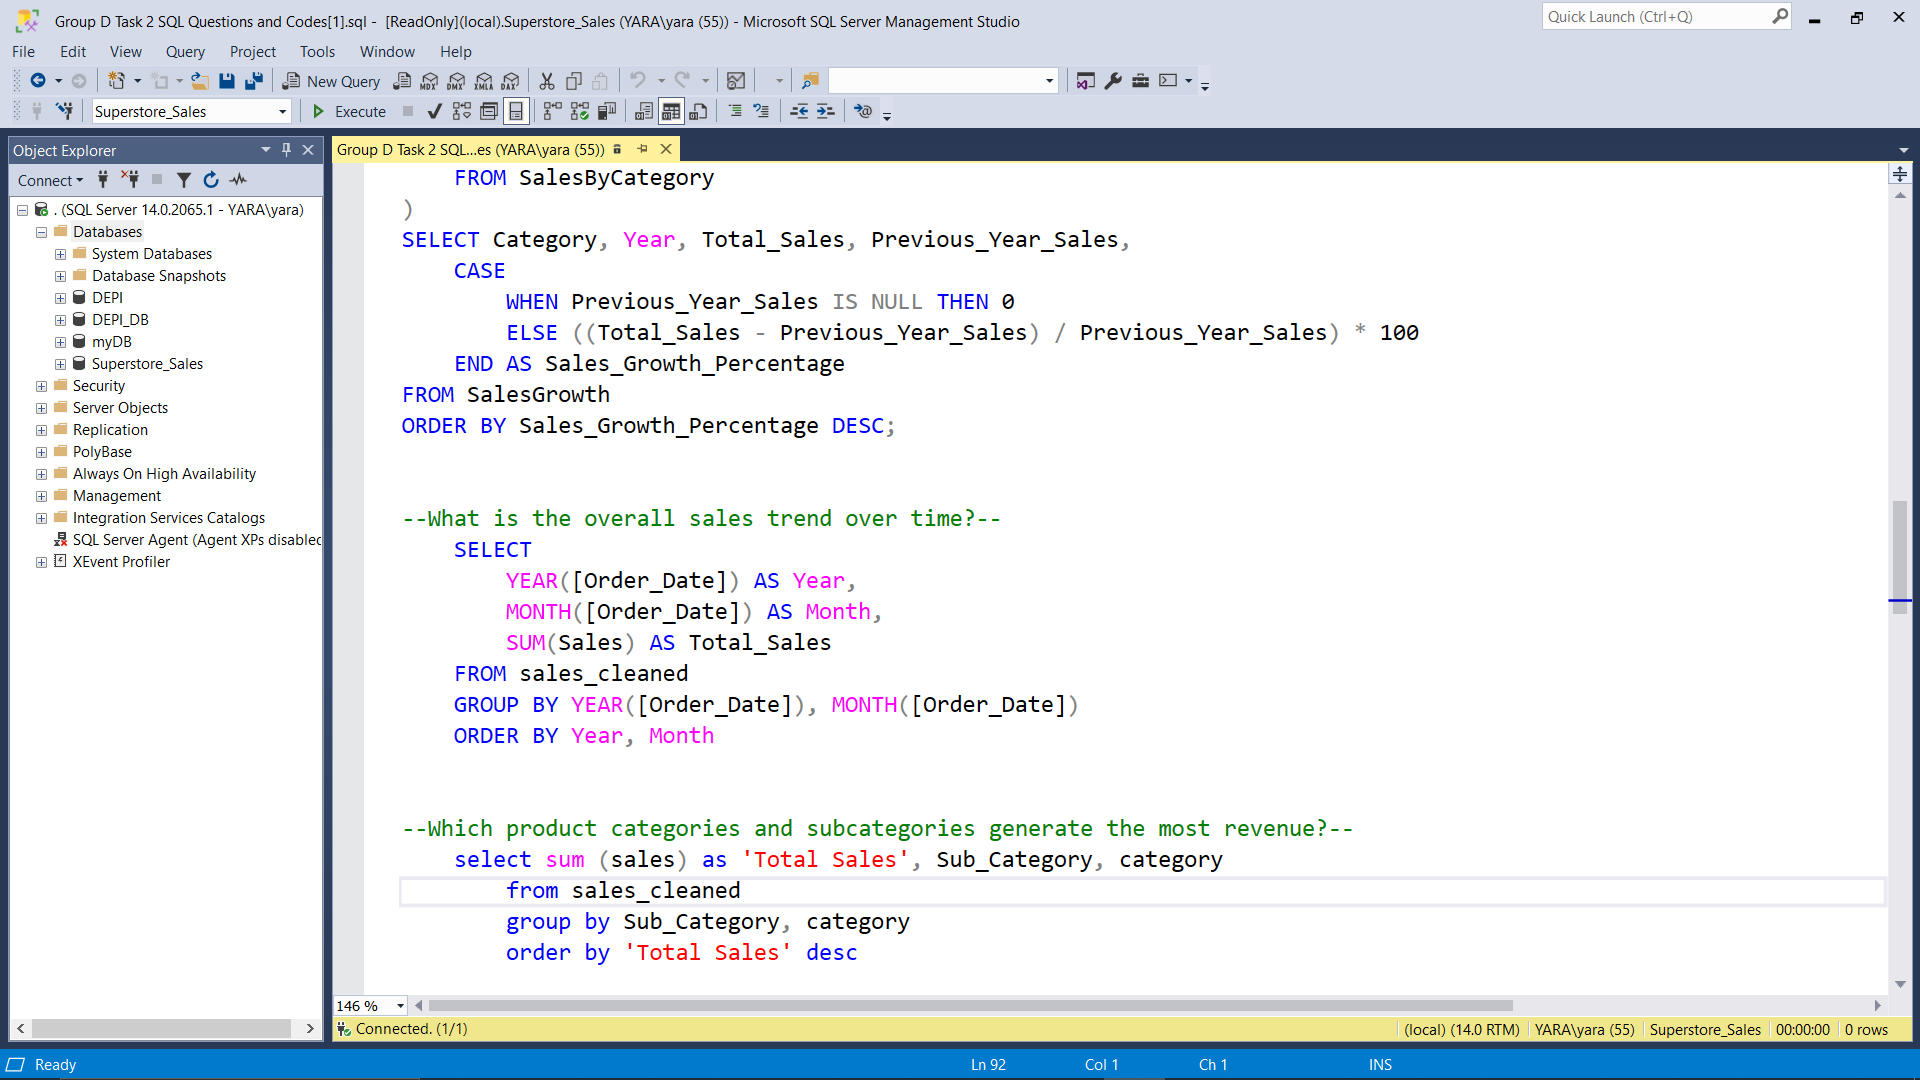 Group D Task 2 SQL Questions and Codes[1].sql - [ReadOnly](local).Superstore_Sales (YARA\yara (55)) - Microsoft SQL Server Management Studio
Quick Launch (Ctrl+Q)
File Edit View Query Project Tools Window Help
New Query MDX DMX XMLA DAX
Superstore_Sales Execute
Object Explorer
Connect
. (SQL Server 14.0.2065.1 - YARA\yara)
Databases
System Databases
Database Snapshots
DEPI
DEPI_DB
myDB
Superstore_Sales
Security
Server Objects
Replication
PolyBase
Always On High Availability
Management
Integration Services Catalogs
SQL Server Agent (Agent XPs disabled
XEvent Profiler
Group D Task 2 SQL...es (YARA\yara (55))
FROM SalesByCategory
)
SELECT Category, Year, Total_Sales, Previous_Year_Sales,
CASE
WHEN Previous_Year_Sales IS NULL THEN 0
ELSE ((Total_Sales - Previous_Year_Sales) / Previous_Year_Sales) * 100
END AS Sales_Growth_Percentage
FROM SalesGrowth
ORDER BY Sales_Growth_Percentage DESC;
--What is the overall sales trend over time?--
SELECT
YEAR([Order_Date]) AS Year,
MONTH([Order_Date]) AS Month,
SUM(Sales) AS Total_Sales
FROM sales_cleaned
GROUP BY YEAR([Order_Date]), MONTH([Order_Date])
ORDER BY Year, Month
--Which product categories and subcategories generate the most revenue?--
select sum (sales) as 'Total Sales', Sub_Category, category
from sales_cleaned
group by Sub_Category, category
order by 'Total Sales' desc
146 %
Connected. (1/1)
(local) (14.0 RTM) YARA\yara (55) Superstore_Sales 00:00:00 0 rows
Ready Ln 92 Col 1 Ch 1 INS